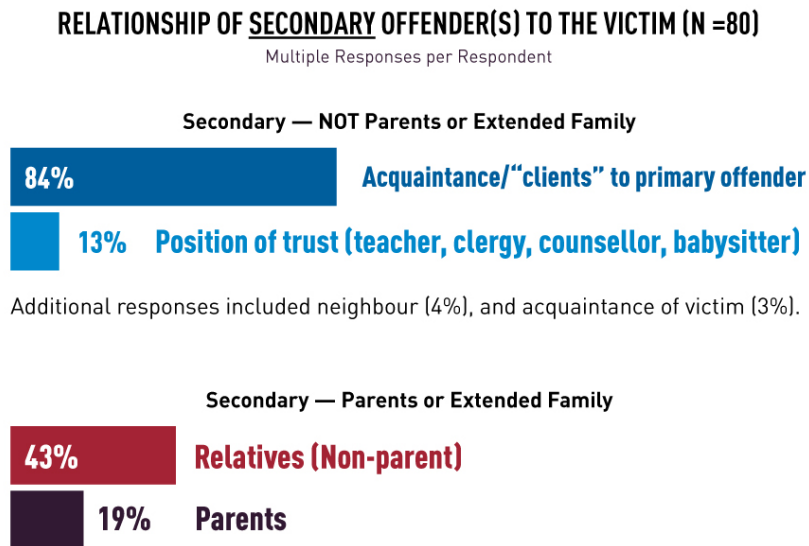 RELATIONSHIP OF SECONDARY OFFENDER(S) TO THE VICTIM (N =80)
Multiple Responses per Respondent
Secondary — NOT Parents or Extended Family
84% Acquaintance/“clients” to primary offender
13% Position of trust (teacher, clergy, counsellor, babysitter)
Additional responses included neighbour (4%), and acquaintance of victim (3%).
Secondary — Parents or Extended Family
43% Relatives (Non-parent)
19% Parents